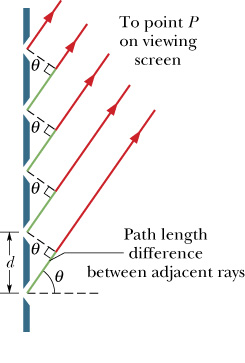 To point P
on viewing
screen
θ
θ
θ
θ
d
θ
Path length
difference
between adjacent rays